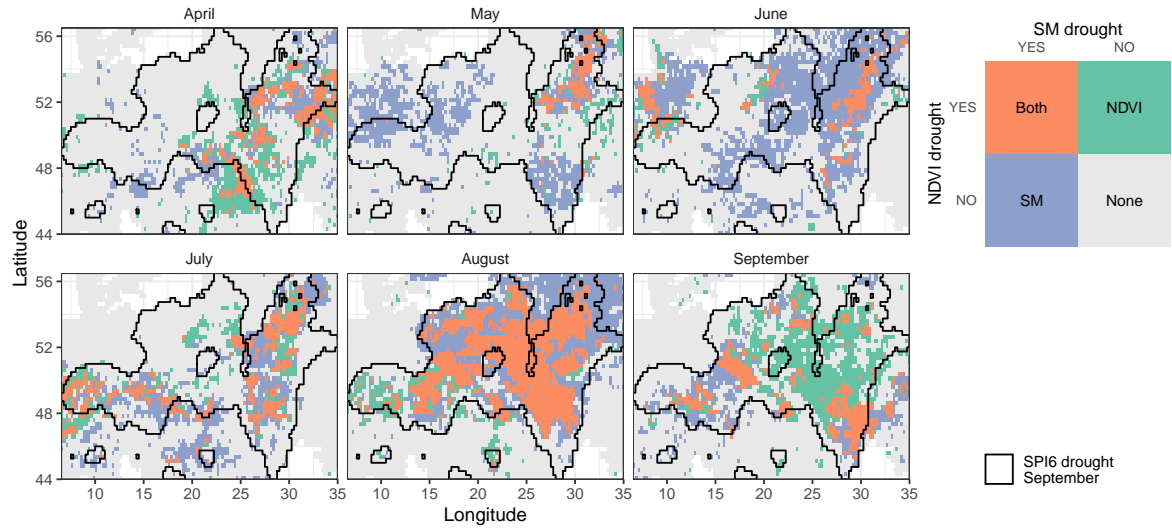 April
May
June
56
52
48
44
July
August
September
56
52
48
44
10 15 20 25 30 35
10 15 20 25 30 35
10 15 20 25 30 35
Latitude
Longitude
SM drought
YES NO
NDVI drought
YES
NO
Both NDVI
SM None
SPI6 drought
September